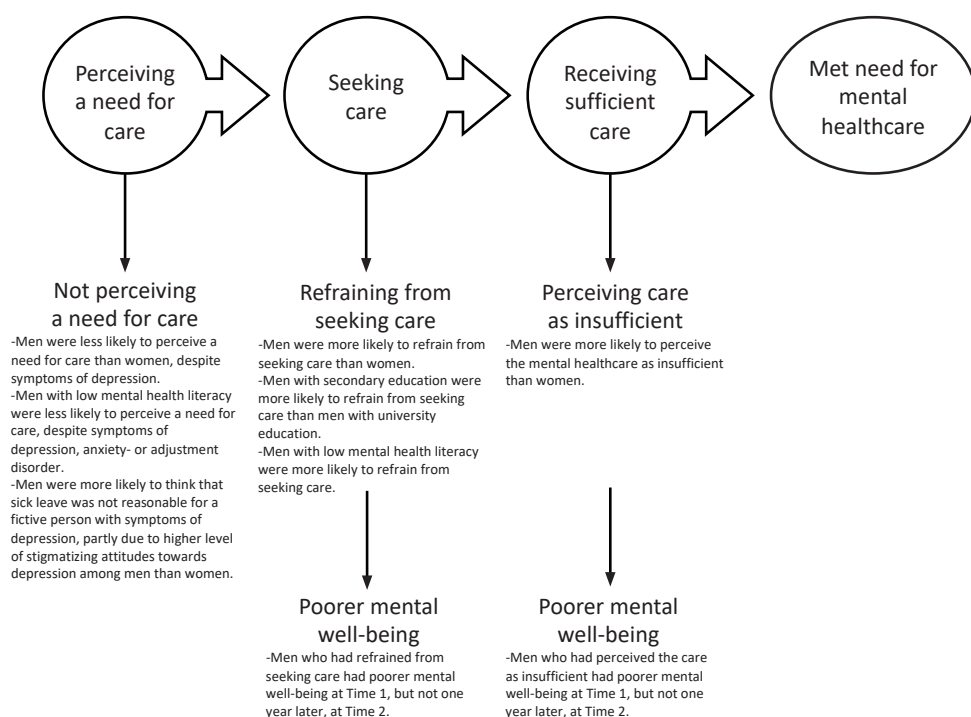 Perceiving
a need for
care
Seeking
care
Receiving
sufficient
care
Met need for
mental
healthcare
Not perceiving
a need for care
-Men were less likely to perceive a
need for care than women, despite
symptoms of depression.
-Men with low mental health literacy
were less likely to perceive a need for
care, despite symptoms of
depression, anxiety- or adjustment
disorder.
-Men were more likely to think that
sick leave was not reasonable for a
fictive person with symptoms of
depression, partly due to higher level
of stigmatizing attitudes towards
depression among men than women.
Refraining from
seeking care
-Men were more likely to refrain from
seeking care than women.
-Men with secondary education were
more likely to refrain from seeking
care than men with university
education.
-Men with low mental health literacy
were more likely to refrain from
seeking care.
Perceiving care
as insufficient
-Men were more likely to perceive
the mental healthcare as insufficient
than women.
Poorer mental
well-being
-Men who had refrained from
seeking care had poorer mental
well-being at Time 1, but not one
year later, at Time 2.
Poorer mental
well-being
-Men who had perceived the care
as insufficient had poorer mental
well-being at Time 1, but not one
year later, at Time 2.